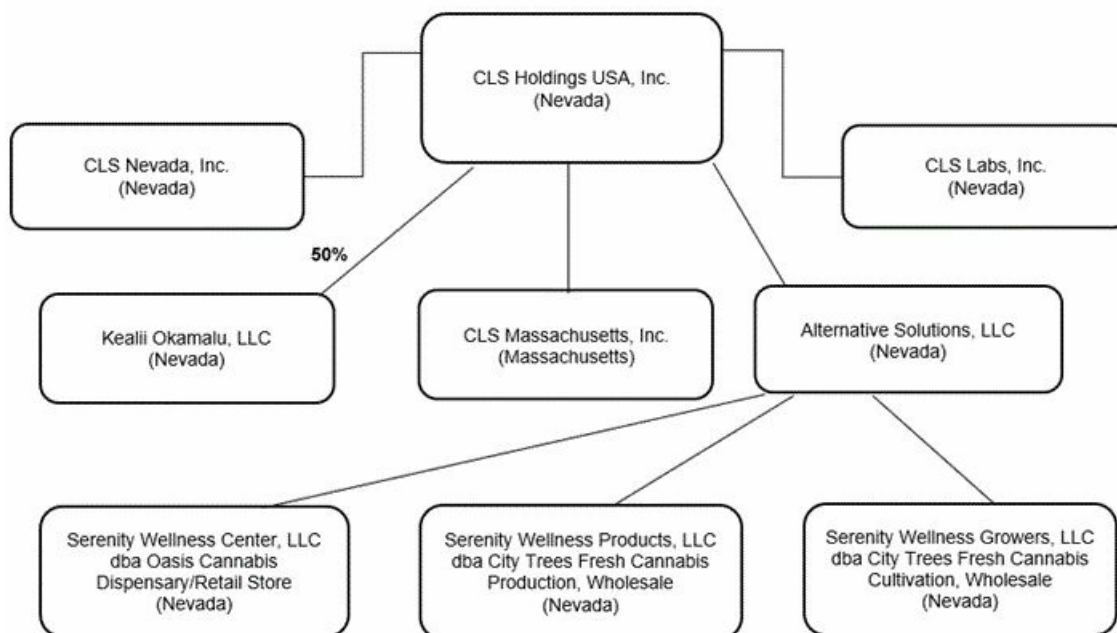 CLS Holdings USA, Inc.
(Nevada)
CLS Nevada, Inc.
(Nevada)
CLS Labs, Inc.
(Nevada)
50%
Kealii Okamalu, LLC
(Nevada)
CLS Massachusetts, Inc.
(Massachusetts)
Alternative Solutions, LLC
(Nevada)
Serenity Wellness Center, LLC
dba Oasis Cannabis
Dispensary/Retail Store
(Nevada)
Serenity Wellness Products, LLC
dba City Trees Fresh Cannabis
Production, Wholesale
(Nevada)
Serenity Wellness Growers, LLC
dba City Trees Fresh Cannabis
Cultivation, Wholesale
(Nevada)